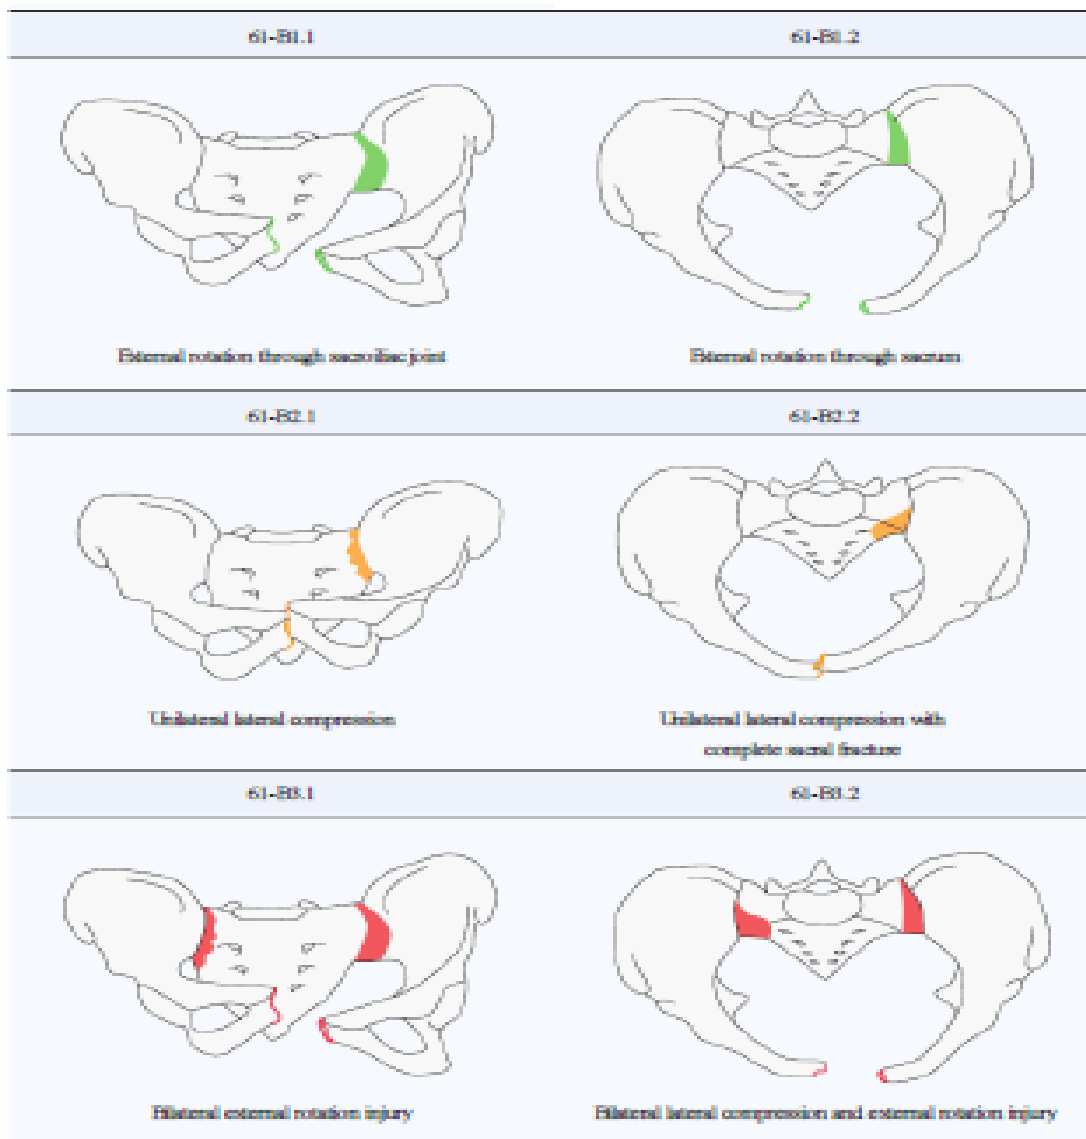 61-B1.1
61-B1.2
External rotation through sacroiliac joint
External rotation through sacrum
61-B2.1
61-B2.2
Unilateral lateral compression
Unilateral lateral compression with
complete sacral fracture
61-B3.1
61-B3.2
Bilateral external rotation injury
Bilateral lateral compression and external rotation injury